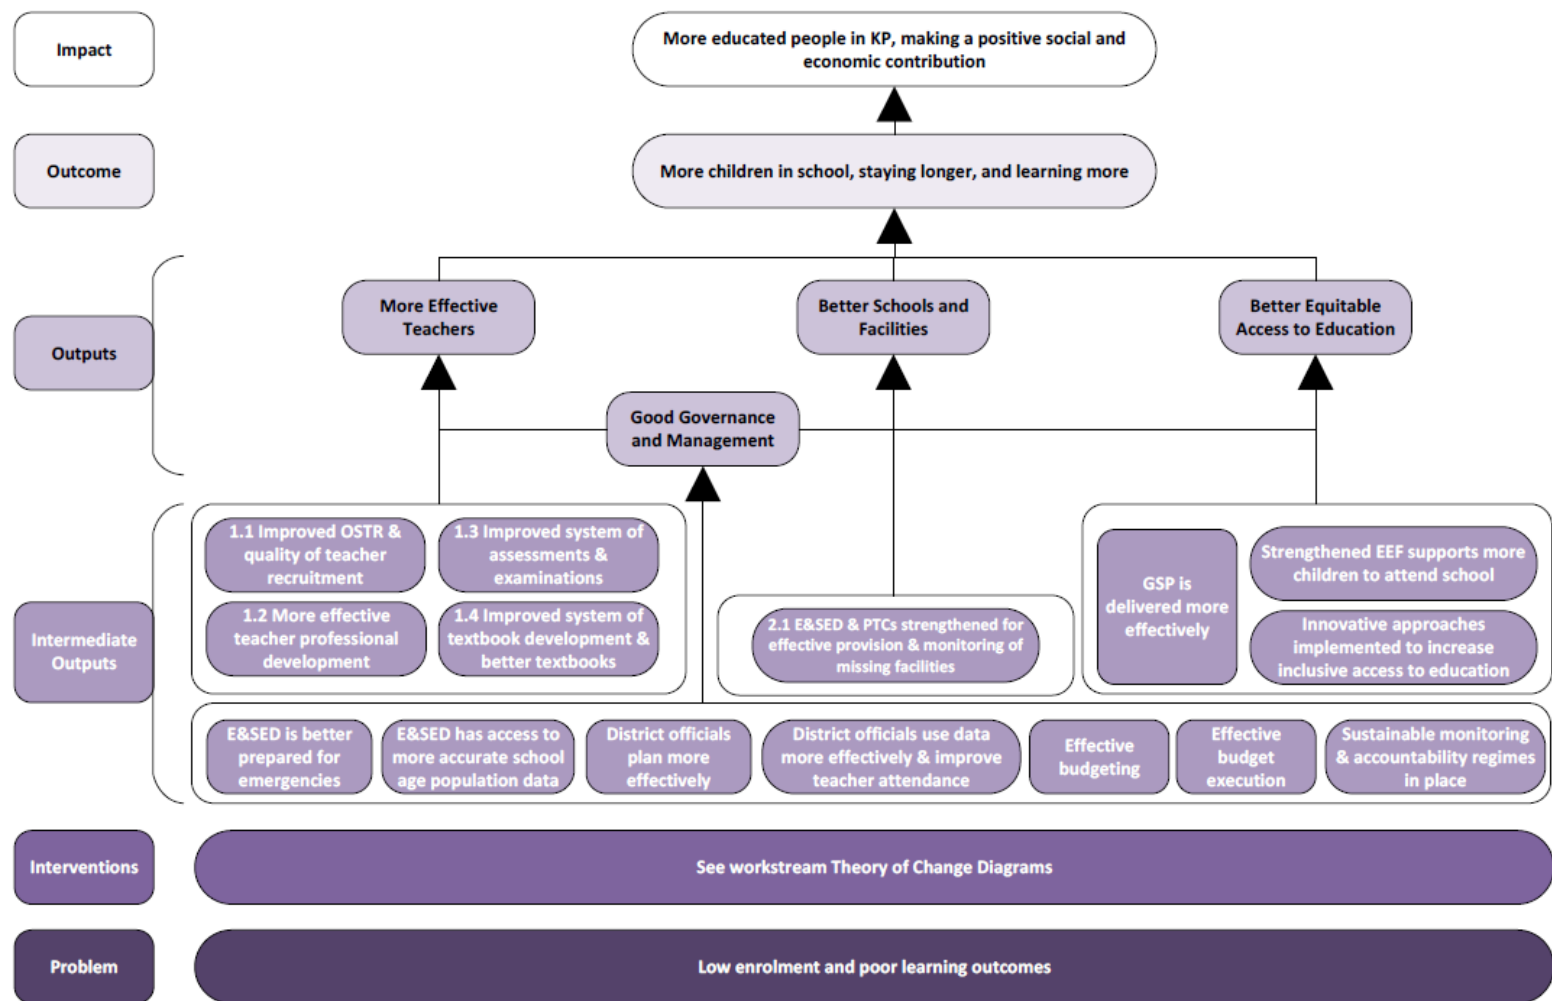 Impact
More educated people in KP, making a positive social and
economic contribution
Outcome
More children in school, staying longer, and learning more
Outputs
More Effective
Teachers
Better Schools and
Facilities
Better Equitable
Access to Education
Good Governance
and Management
Intermediate
Outputs
1.1 Improved OSTR &
quality of teacher
recruitment
1.3 Improved system of
assessments &
examinations
1.2 More effective
teacher professional
development
1.4 Improved system of
textbook development &
better textbooks
2.1 E&SED & PTCs strengthened for
effective provision & monitoring of
missing facilities
GSP is
delivered more
effectively
Strengthened EEF supports more
children to attend school
Innovative approaches
implemented to increase
inclusive access to education
E&SED is better
prepared for
emergencies
E&SED has access to
more accurate school
age population data
District officials
plan more
effectively
District officials use data
more effectively & improve
teacher attendance
Effective
budgeting
Effective
budget
execution
Sustainable monitoring
& accountability regimes
in place
Interventions
See workstream Theory of Change Diagrams
Problem
Low enrolment and poor learning outcomes